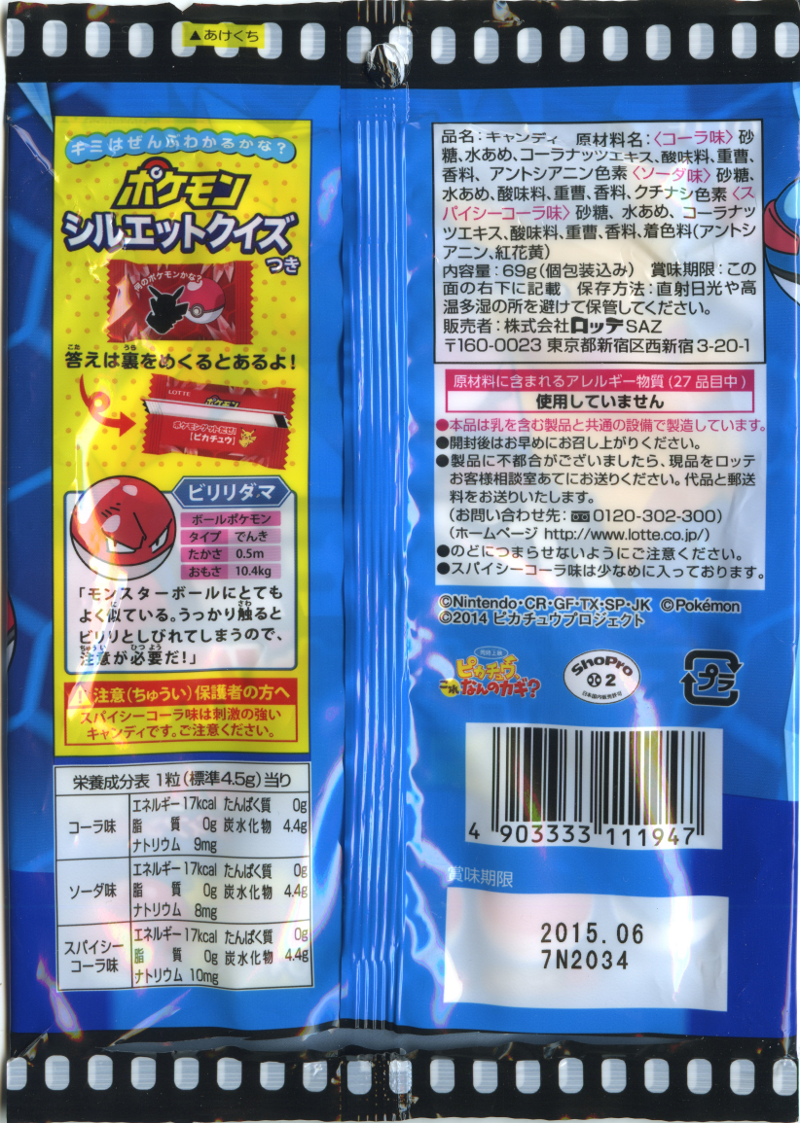 ▲あけくち
キミはぜんぶわかるかな?
ポケモン
シルエットクイズ
つき
何のポケモンかな?
答えは裏をめくるとあるよ!
LOTTE
ポケモンゲットだぜ!
【ピカチュウ】
ビリリダマ
ボールポケモン
タイプ でんき
たかさ 0.5m
おもさ 10.4kg
「モンスターボールにとても
よく似ている。うっかり触ると
ビリリとしびれてしまうので、
注意が必要だ!」
! 注意(ちゅうい)保護者の方へ
スパイシーコーラ味は刺激の強い
キャンディです。ご注意ください。
栄養成分表 1粒(標準4.5g)当り
コーラ味
エネルギー 17kcal たんぱく質 0g
脂質 0g 炭水化物 4.4g
ナトリウム 9mg
ソーダ味
エネルギー 17kcal たんぱく質 0g
脂質 0g 炭水化物 4.4g
ナトリウム 8mg
スパイシー
コーラ味
エネルギー 17kcal たんぱく質 0g
脂質 0g 炭水化物 4.4g
ナトリウム 10mg
品名:キャンディ 原材料名:〈コーラ味〉砂
糖、水あめ、コーラナッツエキス、酸味料、重曹、
香料、アントシアニン色素〈ソーダ味〉砂糖、
水あめ、酸味料、重曹、香料、クチナシ色素〈ス
パイシーコーラ味〉砂糖、水あめ、コーラナッ
ツエキス、酸味料、重曹、香料、着色料(アントシ
アニン、紅花黄)
内容量:69g(個包装込み) 賞味期限:この
面の右下に記載 保存方法:直射日光や高
温多湿の所を避けて保管してください。
販売者:株式会社ロッテSAZ
〒160-0023 東京都新宿区西新宿3-20-1
原材料に含まれるアレルギー物質(27品目中)
使用していません
●本品は乳を含む製品と共通の設備で製造しています。
●開封後はお早めにお召し上がりください。
●製品に不都合がございましたら、現品をロッテ
お客様相談室あてにお送りください。代品と郵送
料をお送りいたします。
(お問い合わせ先:0120-302-300)
(ホームページ http://www.lotte.co.jp/)
●のどにつまらせないようにご注意ください。
●スパイシーコーラ味は少なめに入っております。
©Nintendo・CR・GF・TX・SP・JK ©Pokémon
©2014 ピカチュウプロジェクト
ピカチュウ、
これなんのカギ?
ShoPro
2
日本国内販売許可
プラ
4 903333 111947
賞味期限
2015.06
7N2034